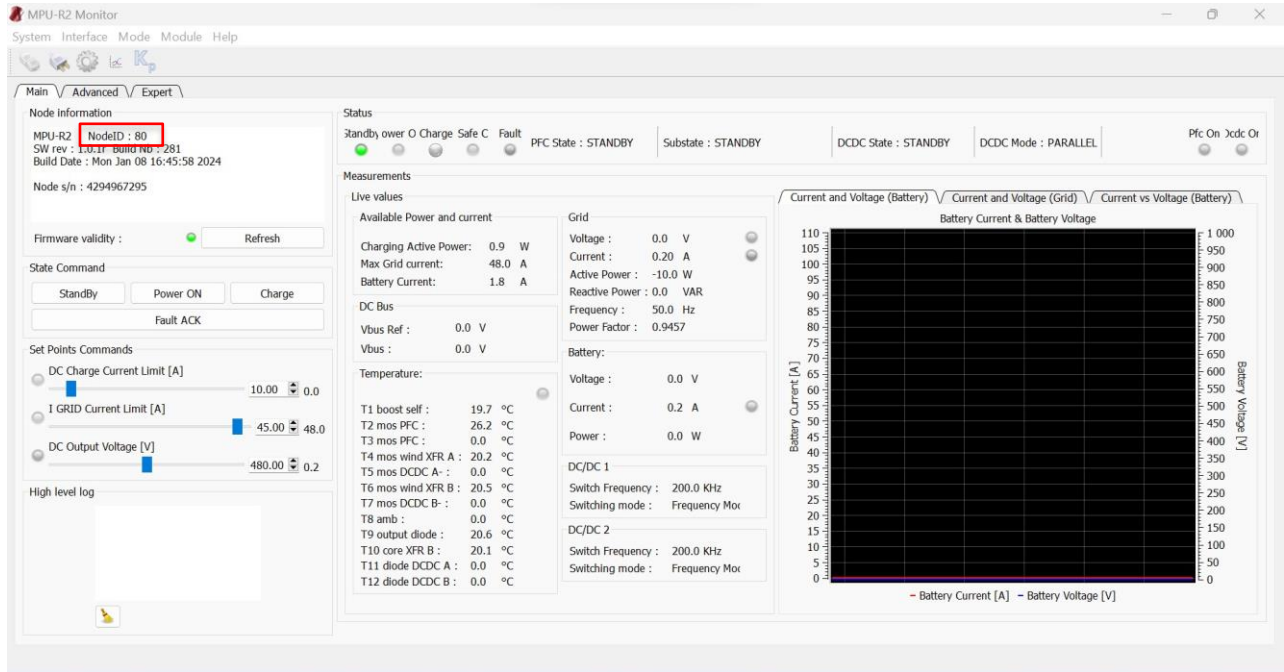 MPU-R2 Monitor
System Interface Mode Module Help
Kp
Main Advanced Expert
Node information
MPU-R2 NodeID : 80
SW rev : 1.0.1r Build Nb : 281
Build Date : Mon Jan 08 16:45:58 2024
Node s/n : 4294967295
Firmware validity :
Refresh
State Command
StandBy Power ON Charge
Fault ACK
Set Points Commands
DC Charge Current Limit [A]
10.00 0.0
I GRID Current Limit [A]
45.00 48.0
DC Output Voltage [V]
480.00 0.2
High level log
Status
Standby ower O Charge Safe C Fault
PFC State : STANDBY
Substate : STANDBY
DCDC State : STANDBY
DCDC Mode : PARALLEL
Pfc On Dcdc Or
Measurements
Live values
Available Power and current
Charging Active Power: 0.9 W
Max Grid current: 48.0 A
Battery Current: 1.8 A
DC Bus
Vbus Ref : 0.0 V
Vbus : 0.0 V
Temperature:
T1 boost self : 19.7 °C
T2 mos PFC : 26.2 °C
T3 mos PFC : 0.0 °C
T4 mos wind XFR A : 20.2 °C
T5 mos DCDC A- : 0.0 °C
T6 mos wind XFR B : 20.5 °C
T7 mos DCDC B- : 0.0 °C
T8 amb : 0.0 °C
T9 output diode : 20.6 °C
T10 core XFR B : 20.1 °C
T11 diode DCDC A : 0.0 °C
T12 diode DCDC B : 0.0 °C
Grid
Voltage : 0.0 V
Current : 0.20 A
Active Power : -10.0 W
Reactive Power : 0.0 VAR
Frequency : 50.0 Hz
Power Factor : 0.9457
Battery:
Voltage : 0.0 V
Current : 0.2 A
Power : 0.0 W
DC/DC 1
Switch Frequency : 200.0 KHz
Switching mode : Frequency Moc
DC/DC 2
Switch Frequency : 200.0 KHz
Switching mode : Frequency Moc
Current and Voltage (Battery) Current and Voltage (Grid) Current vs Voltage (Battery)
Battery Current & Battery Voltage
Battery Current [A]
110
105
100
95
90
85
80
75
70
65
60
55
50
45
40
35
30
25
20
15
10
5
0
1 000
950
900
850
800
750
700
650
600
550
500
450
400
350
300
250
200
150
100
50
0
Battery Voltage [V]
Battery Current [A] Battery Voltage [V]